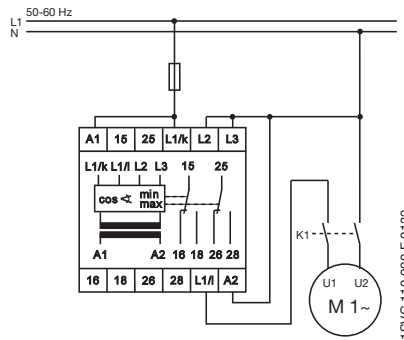 50-60 Hz
L1
N
A1 15 25 L1/k L2 L3
L1/k L1/l L2 L3 15 25
cos ∢ min
max
A1 A2 16 18 26 28
16 18 26 28 L1/l A2
K1
U1 U2
M 1~